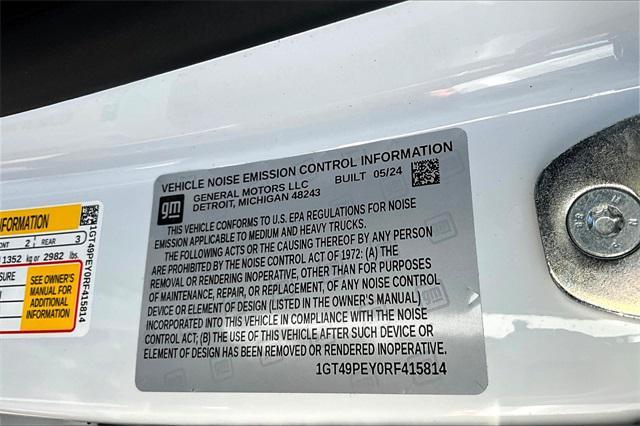 VEHICLE NOISE EMISSION CONTROL INFORMATION
gm
GENERAL MOTORS LLC
DETROIT, MICHIGAN 48243
BUILT 05/24
THIS VEHICLE CONFORMS TO U.S. EPA REGULATIONS FOR NOISE
EMISSION APPLICABLE TO MEDIUM AND HEAVY TRUCKS.
THE FOLLOWING ACTS OR THE CAUSING THEREOF BY ANY PERSON
ARE PROHIBITED BY THE NOISE CONTROL ACT OF 1972: (A) THE
REMOVAL OR RENDERING INOPERATIVE, OTHER THAN FOR PURPOSES
OF MAINTENANCE, REPAIR, OR REPLACEMENT, OF ANY NOISE CONTROL
DEVICE OR ELEMENT OF DESIGN (LISTED IN THE OWNER'S MANUAL)
INCORPORATED INTO THIS VEHICLE IN COMPLIANCE WITH THE NOISE
CONTROL ACT; (B) THE USE OF THIS VEHICLE AFTER SUCH DEVICE OR
ELEMENT OF DESIGN HAS BEEN REMOVED OR RENDERED INOPERATIVE.
1GT49PEY0RF415814
INFORMATION
2 REAR 3
1352 kg or 2982 lbs.
SEE OWNER'S
MANUAL FOR
ADDITIONAL
INFORMATION
1GT49PEY0RF415814